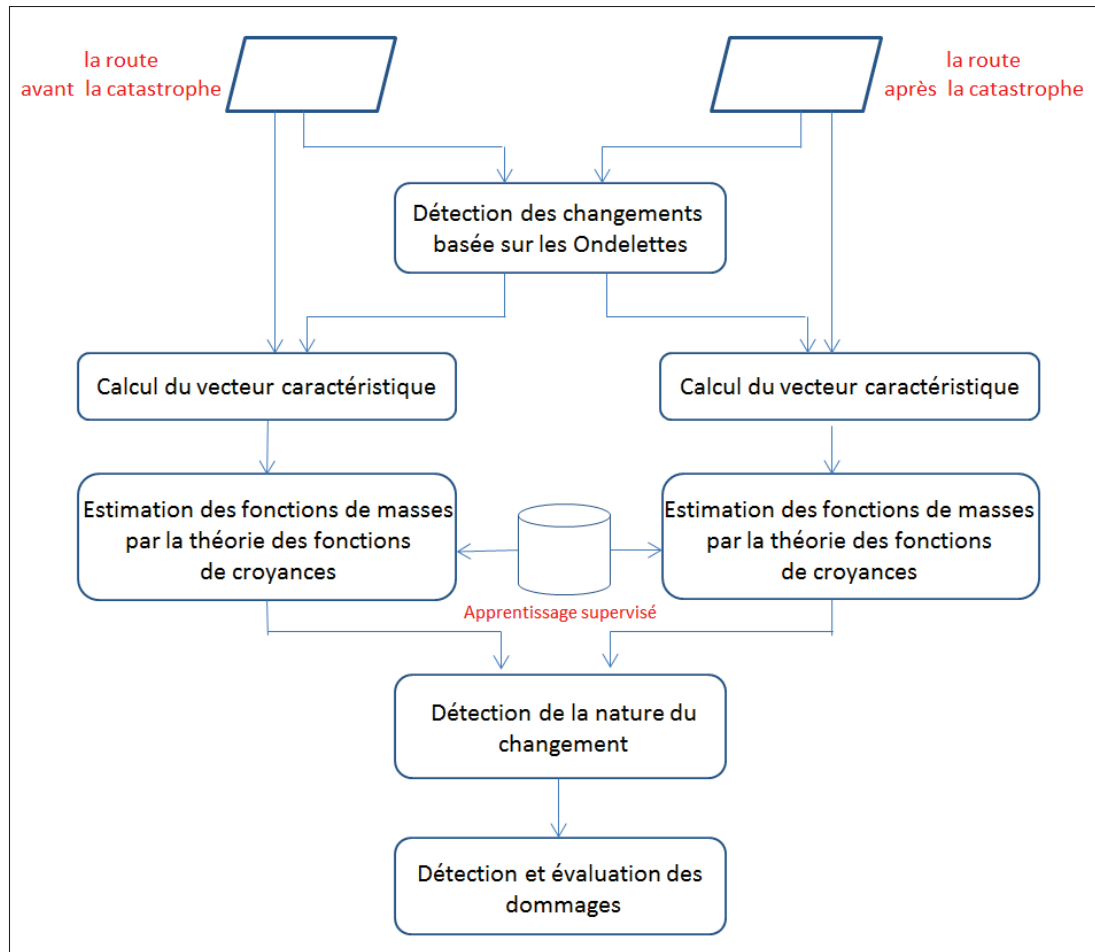 la route
avant la catastrophe
la route
après la catastrophe
Détection des changements
basée sur les Ondelettes
Calcul du vecteur caractéristique
Calcul du vecteur caractéristique
Estimation des fonctions de masses
par la théorie des fonctions
de croyances
Estimation des fonctions de masses
par la théorie des fonctions
de croyances
Apprentissage supervisé
Détection de la nature du
changement
Détection et évaluation des
dommages